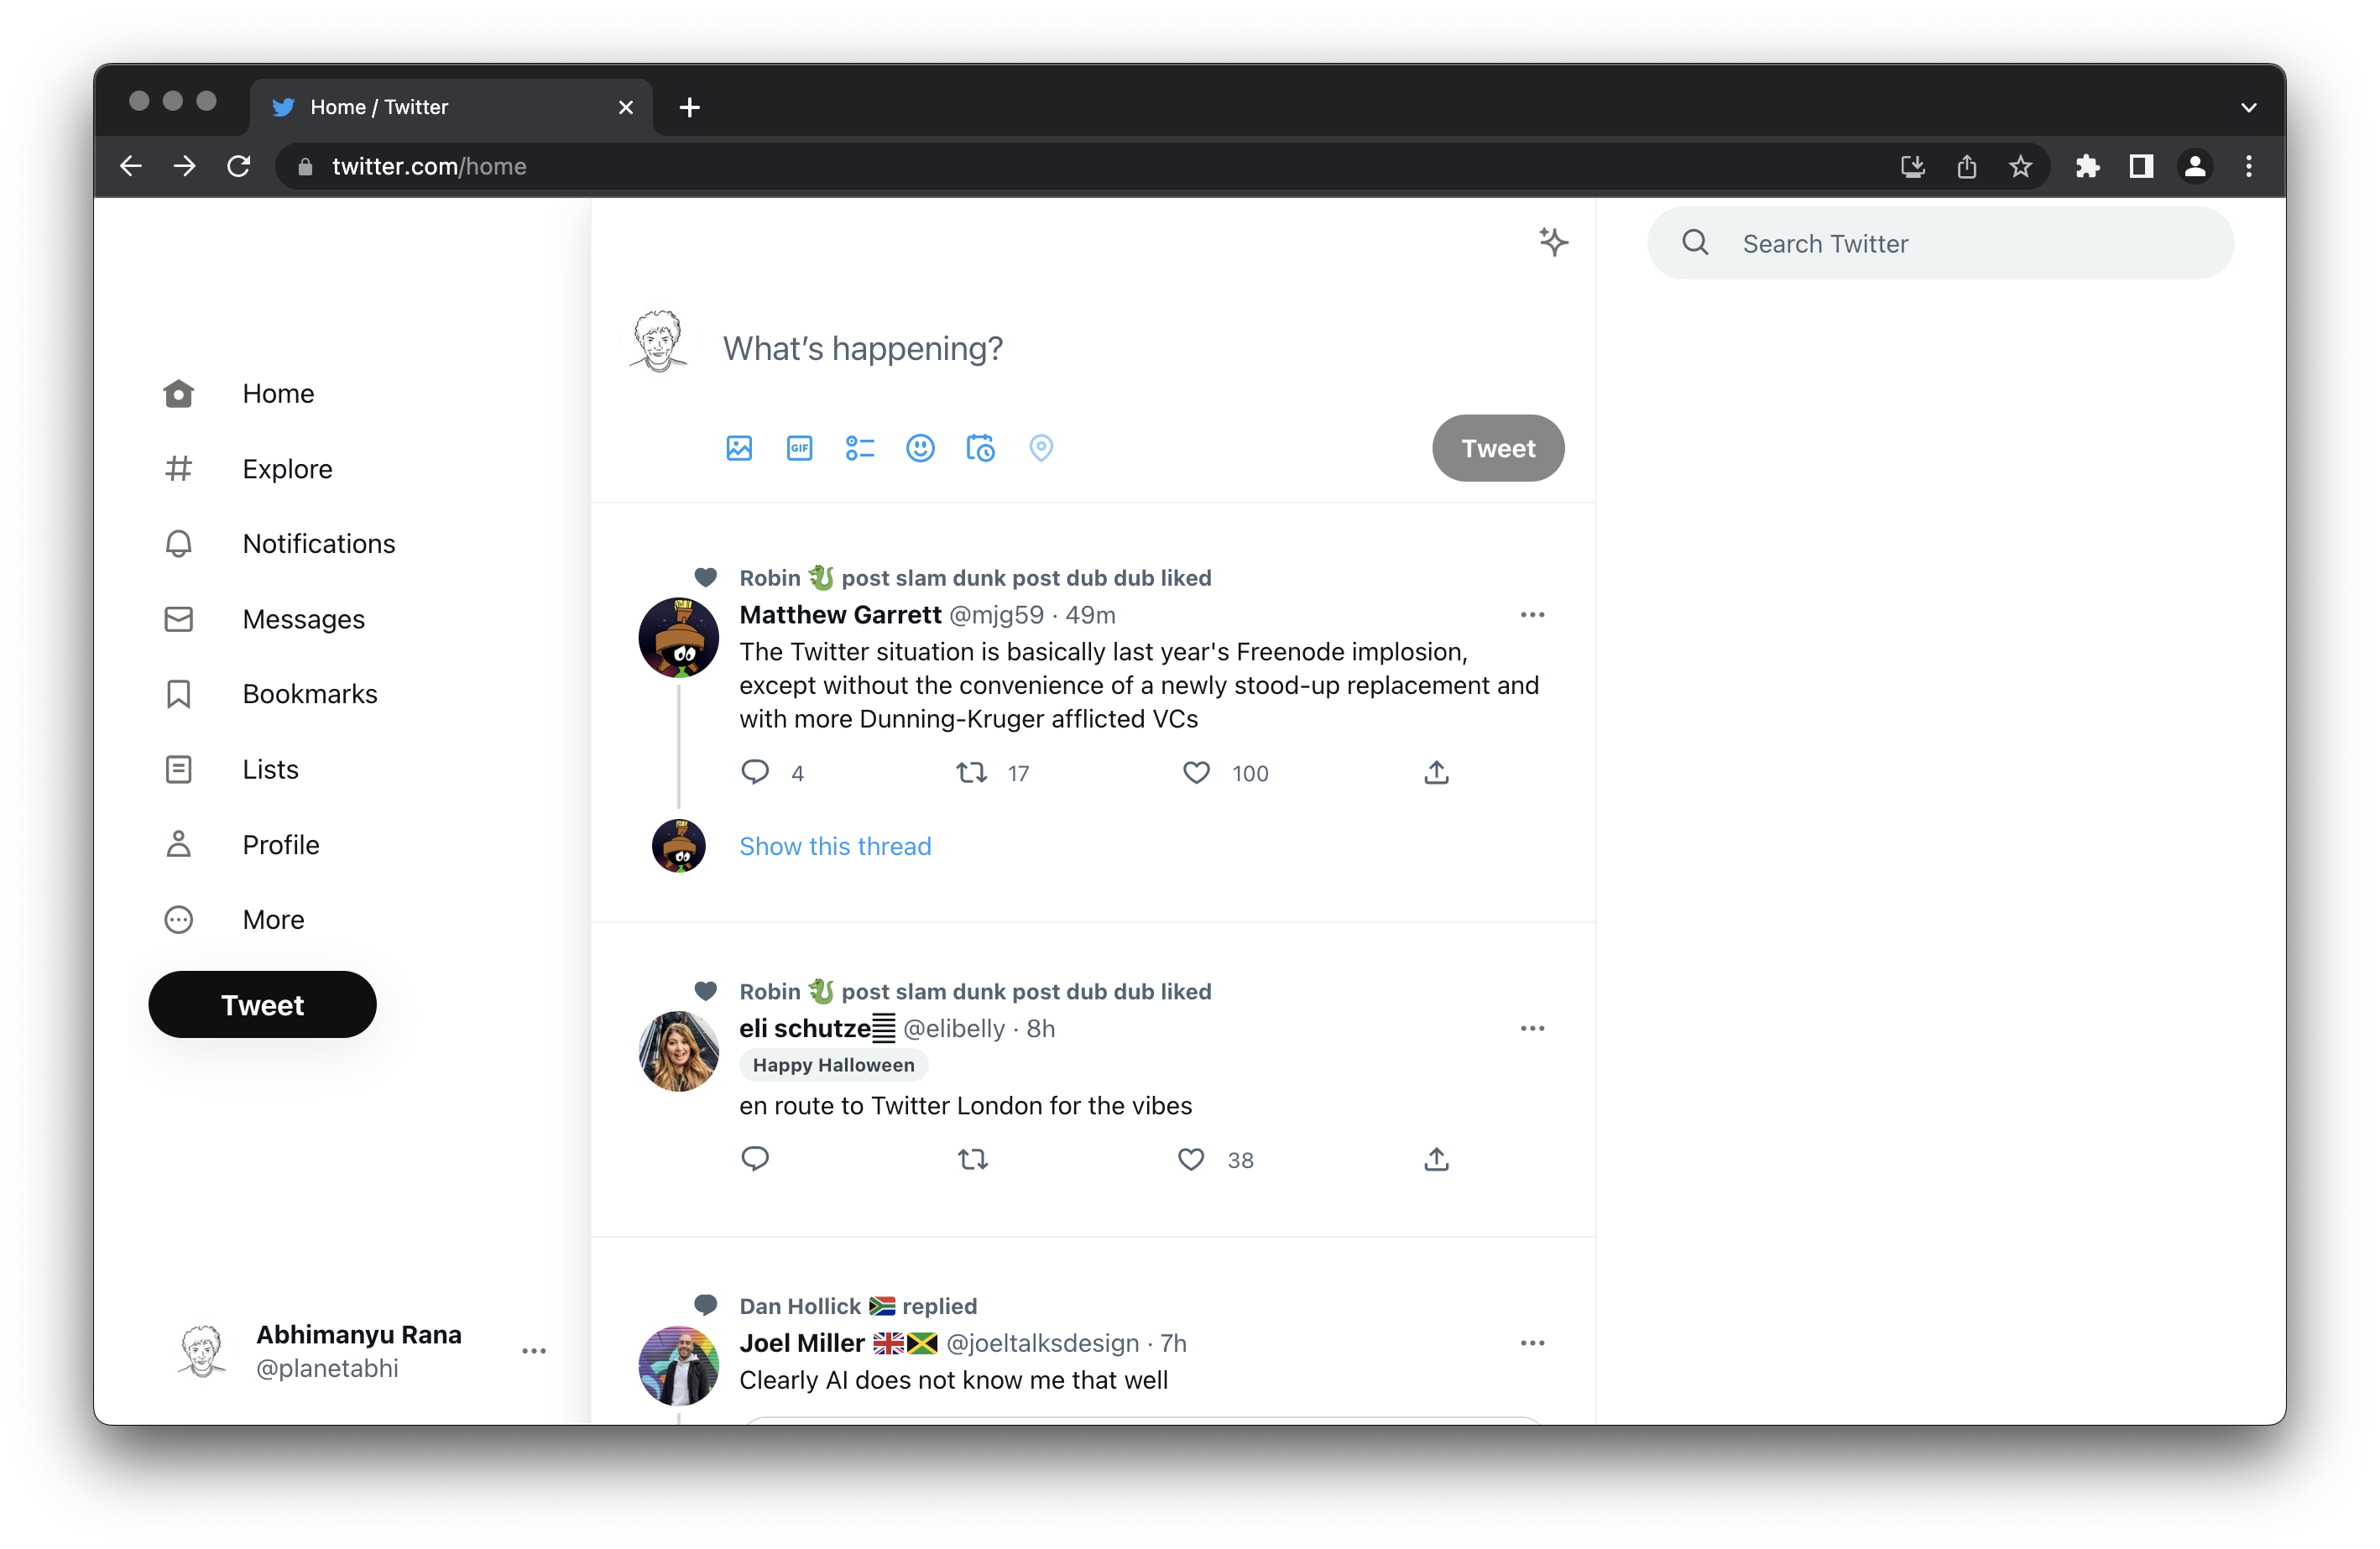 Home / Twitter
twitter.com/home
Search Twitter
What’s happening?
Home
Explore
Notifications
Messages
Bookmarks
Lists
Profile
More
Tweet
Abhimanyu Rana
@planetabhi
GIF
Tweet
Robin 🐉 post slam dunk post dub dub liked
Matthew Garrett @mjg59 · 49m
The Twitter situation is basically last year's Freenode implosion,
except without the convenience of a newly stood-up replacement and
with more Dunning-Kruger afflicted VCs
4 17 100
Show this thread
Robin 🐉 post slam dunk post dub dub liked
eli schutze @elibelly · 8h
Happy Halloween
en route to Twitter London for the vibes
38
Dan Hollick 🇿🇦 replied
Joel Miller 🇬🇧🇯🇲 @joeltalksdesign · 7h
Clearly AI does not know me that well